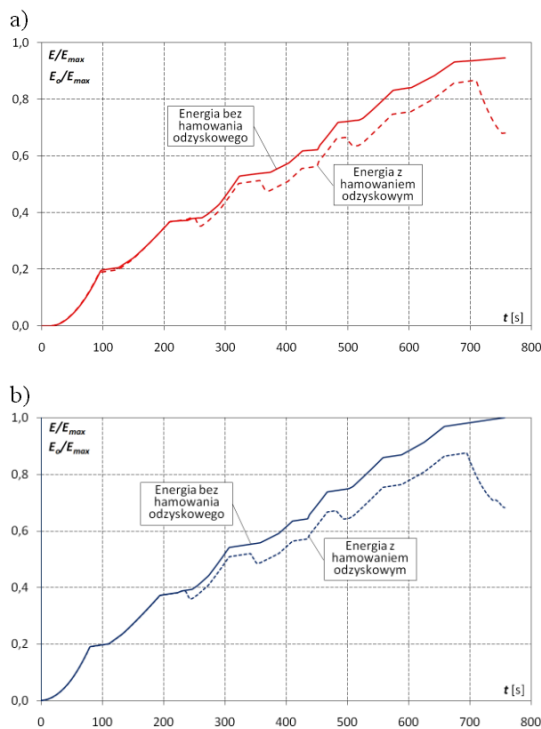 a)
E/Emax
Eo/Emax
1,0
0,8
0,6
0,4
0,2
0,0
Energia bez
hamowania
odzyskowego
Energia z
hamowaniem
odzyskowym
t [s]
0 100 200 300 400 500 600 700 800
b)
E/Emax
Eo/Emax
1,0
0,8
0,6
0,4
0,2
0,0
Energia bez
hamowania
odzyskowego
Energia z
hamowaniem
odzyskowym
t [s]
0 100 200 300 400 500 600 700 800